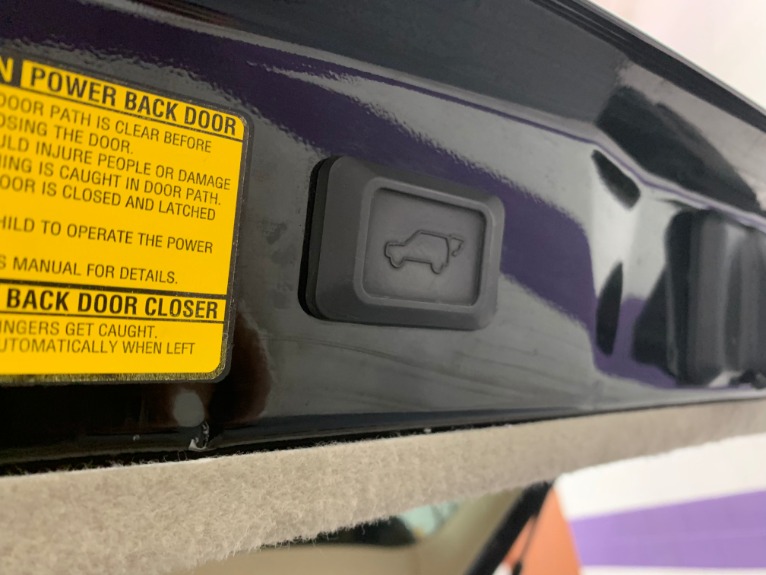 N POWER BACK DOOR
DOOR PATH IS CLEAR BEFORE
OSING THE DOOR.
ULD INJURE PEOPLE OR DAMAGE
HING IS CAUGHT IN DOOR PATH.
OOR IS CLOSED AND LATCHED
HILD TO OPERATE THE POWER
S MANUAL FOR DETAILS.
BACK DOOR CLOSER
INGERS GET CAUGHT.
UTOMATICALLY WHEN LEFT